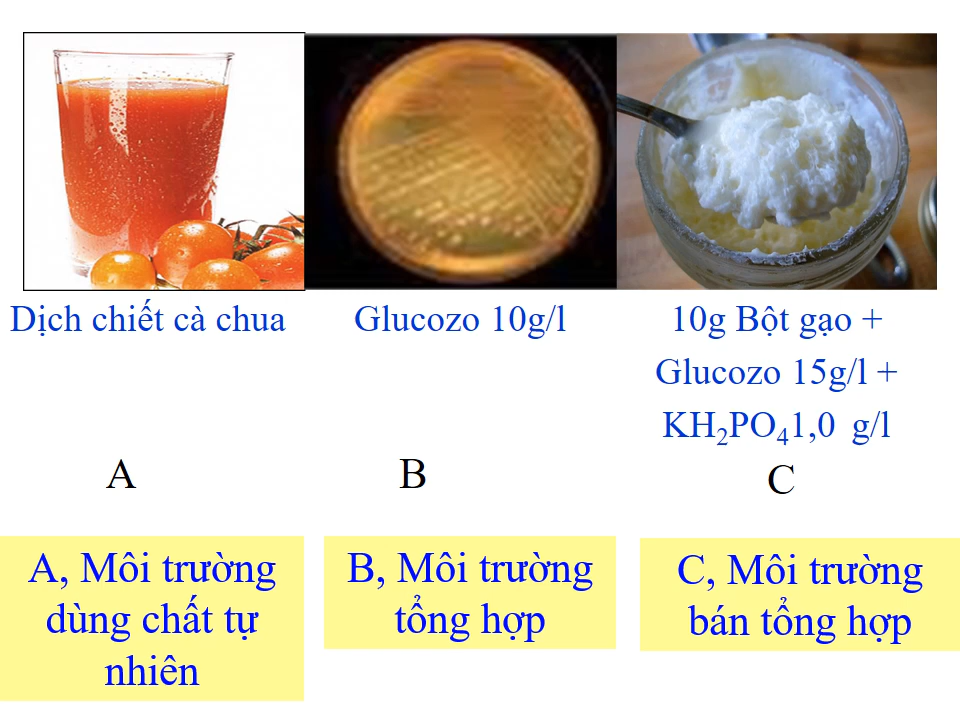 Dịch chiết cà chua
Glucozo 10g/l
10g Bột gạo +
Glucozo 15g/l +
KH₂PO₄1,0 g/l
A
B
C
A, Môi trường
dùng chất tự
nhiên
B, Môi trường
tổng hợp
C, Môi trường
bán tổng hợp